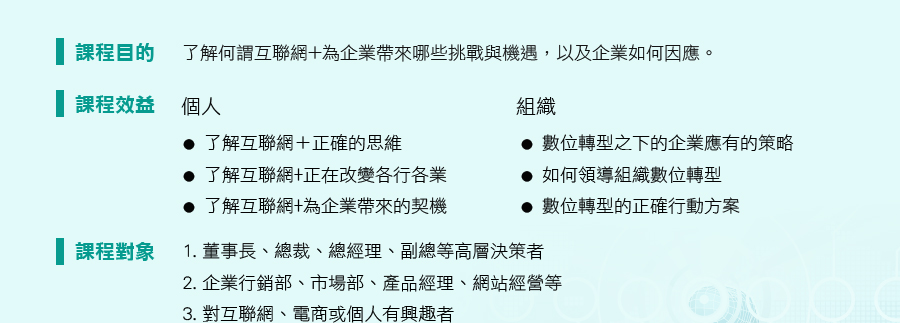 課程目的 了解何謂互聯網+為企業帶來哪些挑戰與機遇，以及企業如何因應。
課程效益 個人 組織
● 了解互聯網＋正確的思維 ● 數位轉型之下的企業應有的策略
● 了解互聯網+正在改變各行各業 ● 如何領導組織數位轉型
● 了解互聯網+為企業帶來的契機 ● 數位轉型的正確行動方案
課程對象 1. 董事長、總裁、總經理、副總等高層決策者
2. 企業行銷部、市場部、產品經理、網站經營等
3. 對互聯網、電商或個人有興趣者